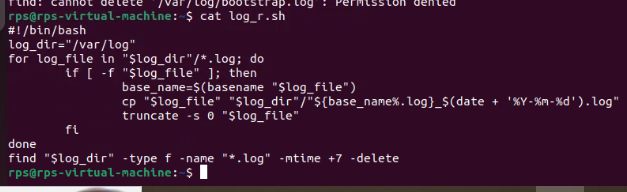 find: cannot delete '/var/log/bootstrap.log': Permission denied
rps@rps-virtual-machine:~$ cat log_r.sh
#!/bin/bash
log_dir="/var/log"
for log_file in "$log_dir"/*.log; do
        if [ -f "$log_file" ]; then
                base_name=$(basename "$log_file")
                cp "$log_file" "$log_dir"/"${base_name%.log}_$(date + '%Y-%m-%d').log"
                truncate -s 0 "$log_file"
        fi
done
find "$log_dir" -type f -name "*.log" -mtime +7 -delete
rps@rps-virtual-machine:~$